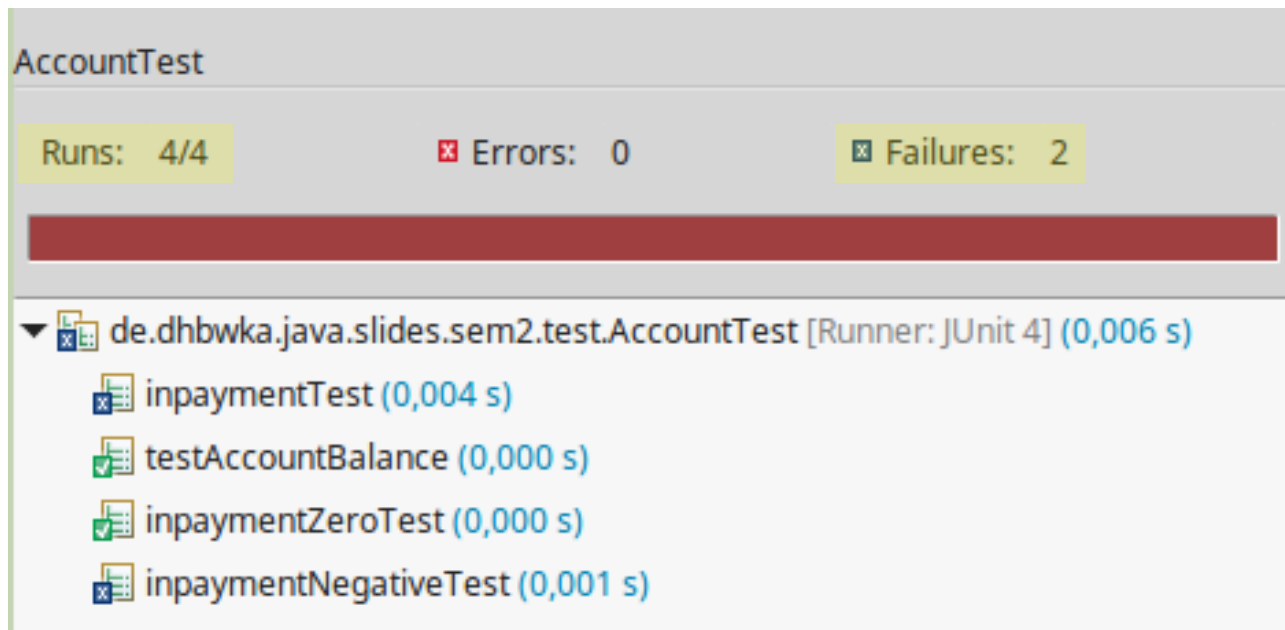 AccountTest
Runs: 4/4 Errors: 0 Failures: 2
de.dhbwka.java.slides.sem2.test.AccountTest [Runner: JUnit 4] (0,006 s)
inpaymentTest (0,004 s)
testAccountBalance (0,000 s)
inpaymentZeroTest (0,000 s)
inpaymentNegativeTest (0,001 s)